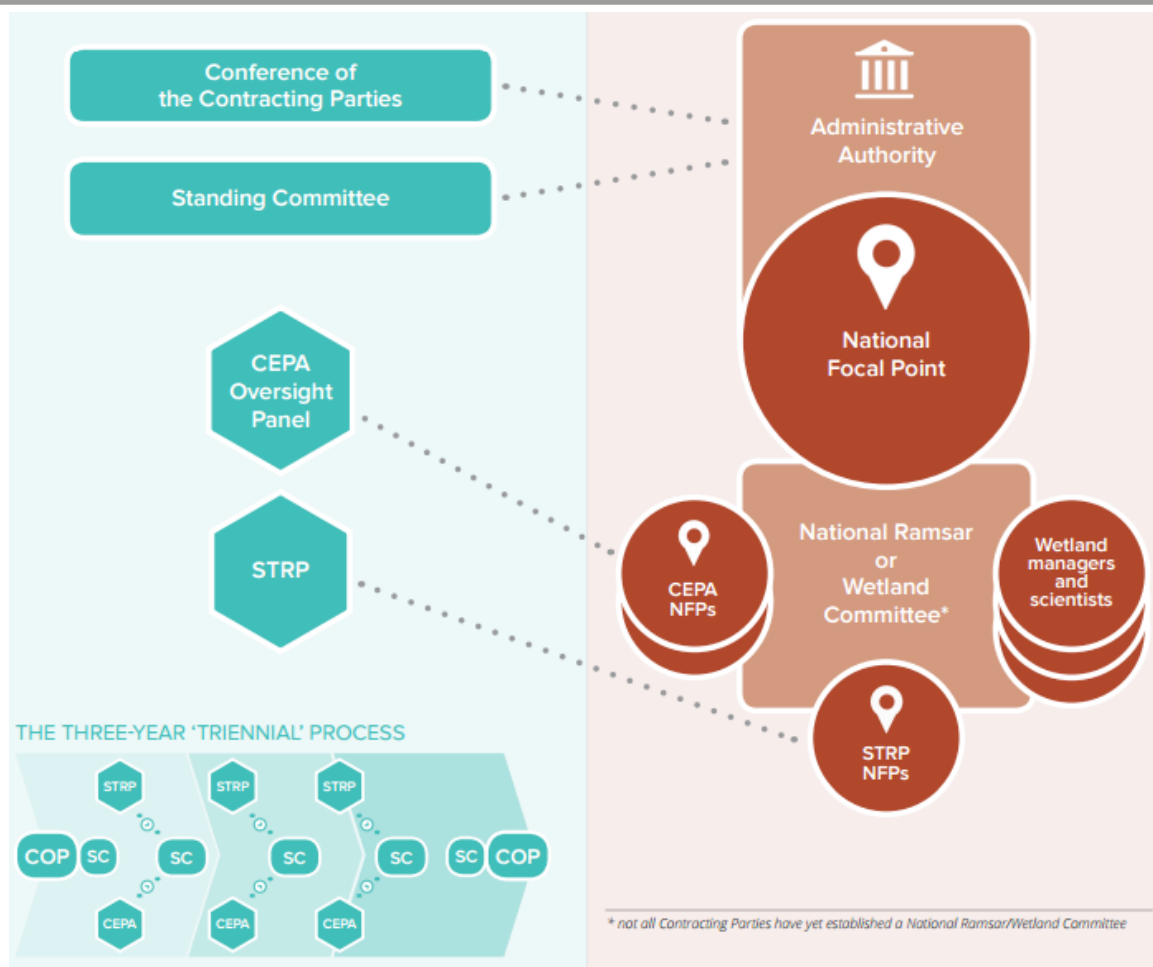 Conference of
the Contracting Parties
Standing Committee
CEPA
Oversight
Panel
STRP
Administrative
Authority
National
Focal Point
National Ramsar
or
Wetland
Committee*
CEPA
NFPs
Wetland
managers
and
scientists
STRP
NFPs
THE THREE-YEAR ‘TRIENNIAL’ PROCESS
STRP
STRP
STRP
COP
SC
SC
SC
SC
SC
COP
CEPA
CEPA
CEPA
* not all Contracting Parties have yet established a National Ramsar/Wetland Committee